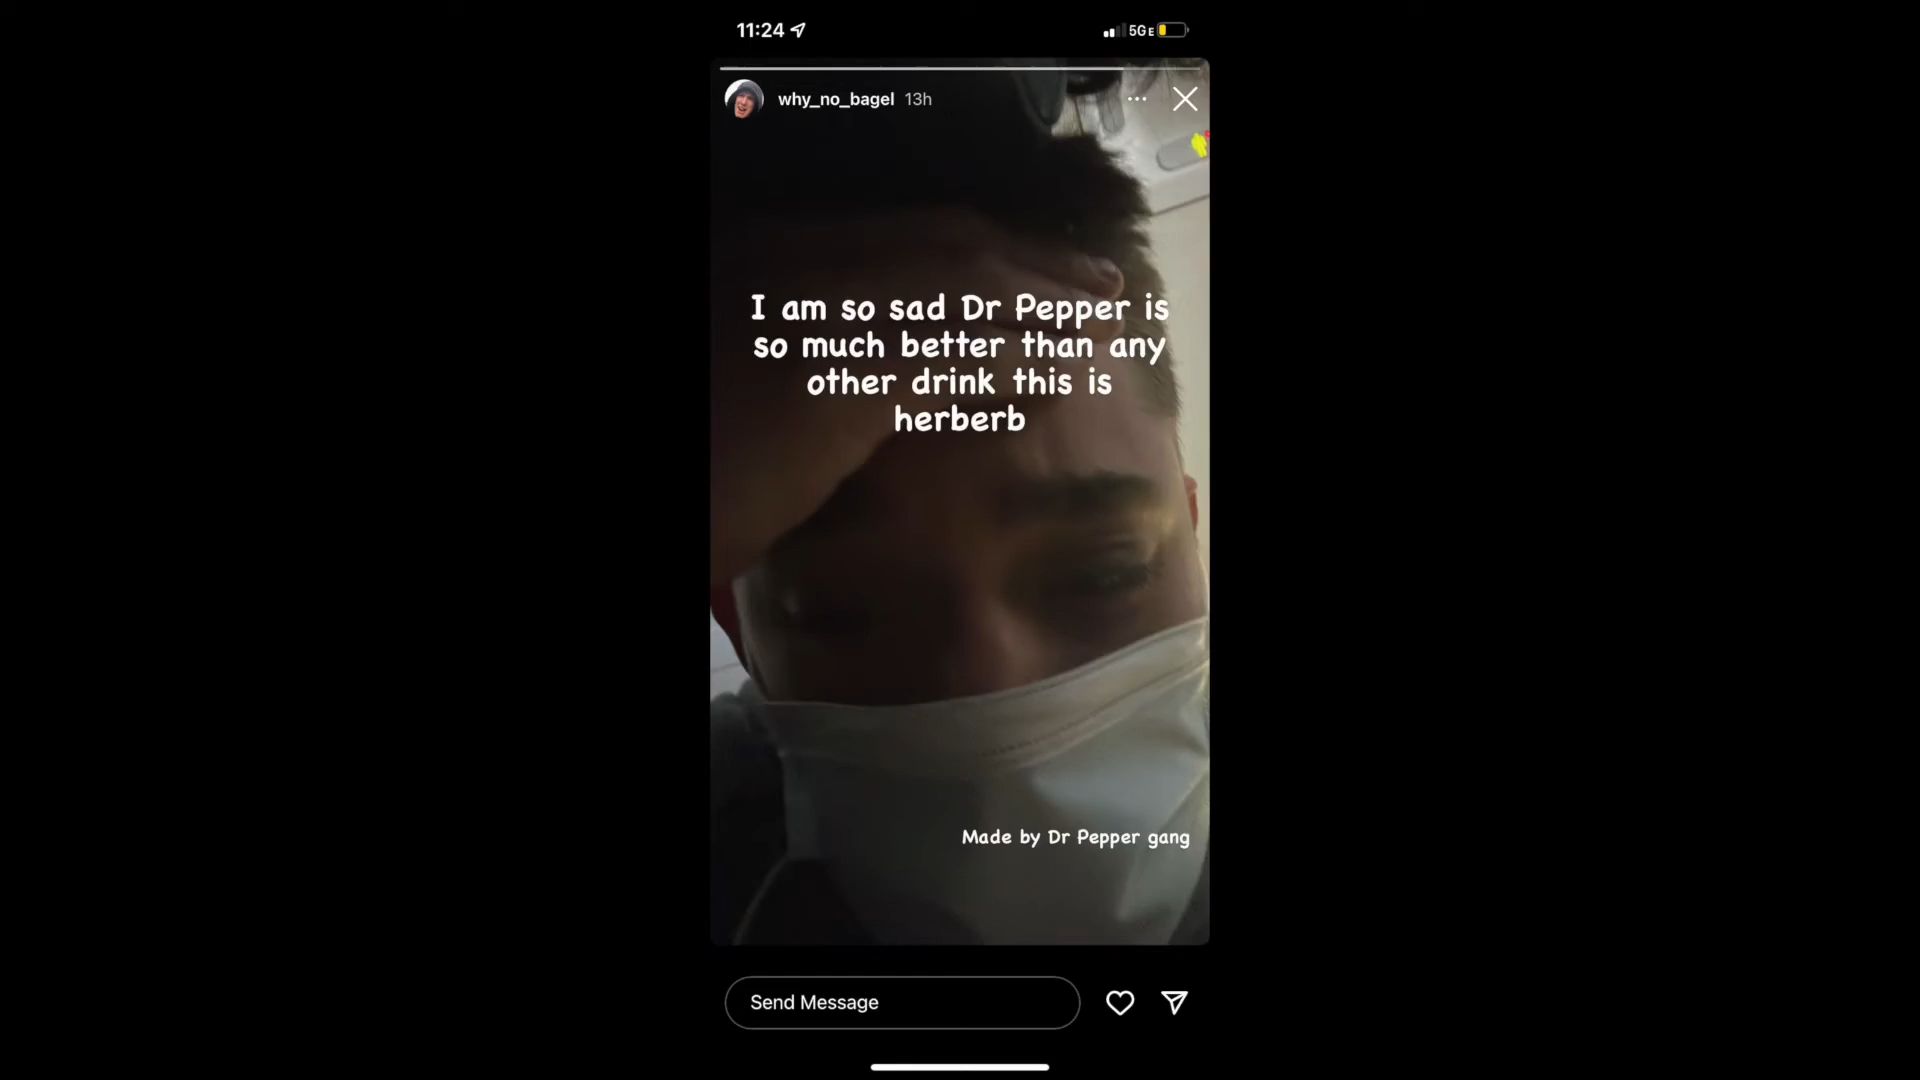 11:24
5GE
why_no_bagel 13h
I am so sad Dr Pepper is
so much better than any
other drink this is
herberb
Made by Dr Pepper gang
Send Message